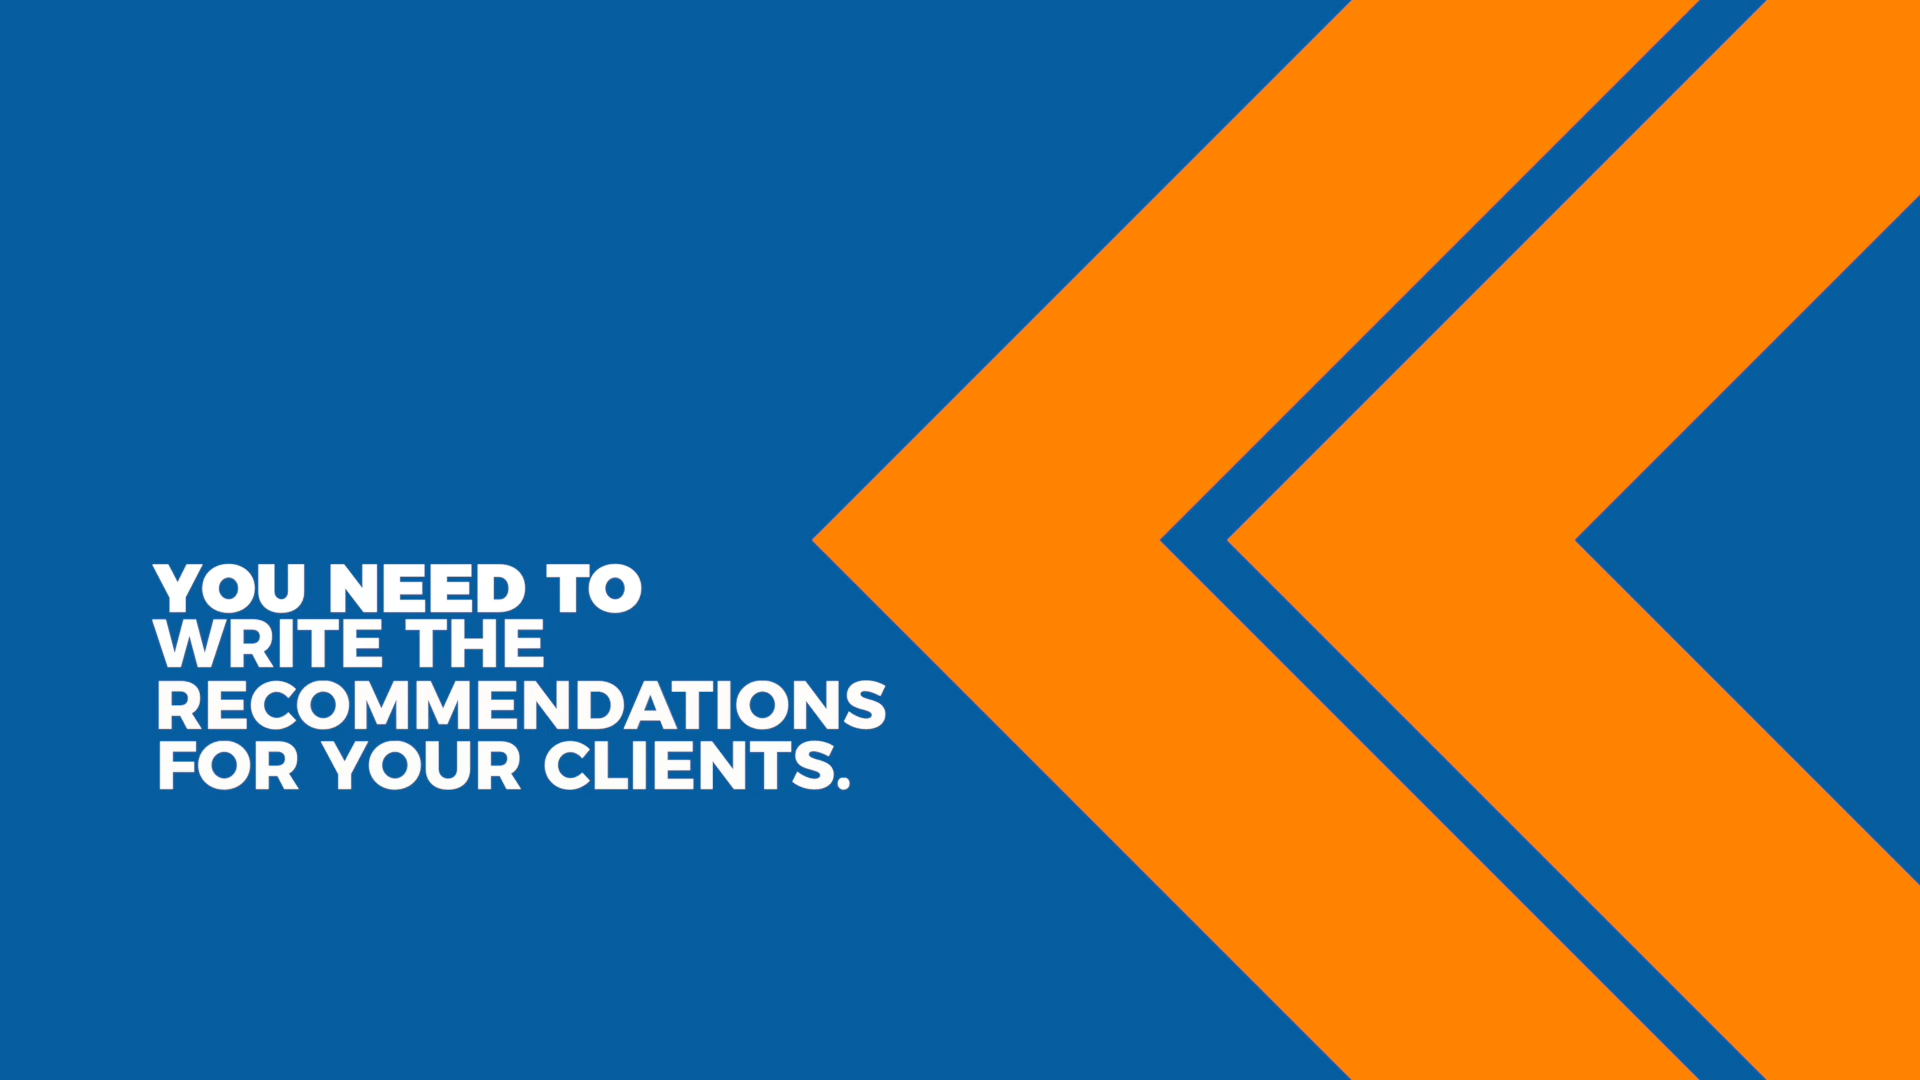 YOU NEED TO
WRITE THE
RECOMMENDATIONS
FOR YOUR CLIENTS.